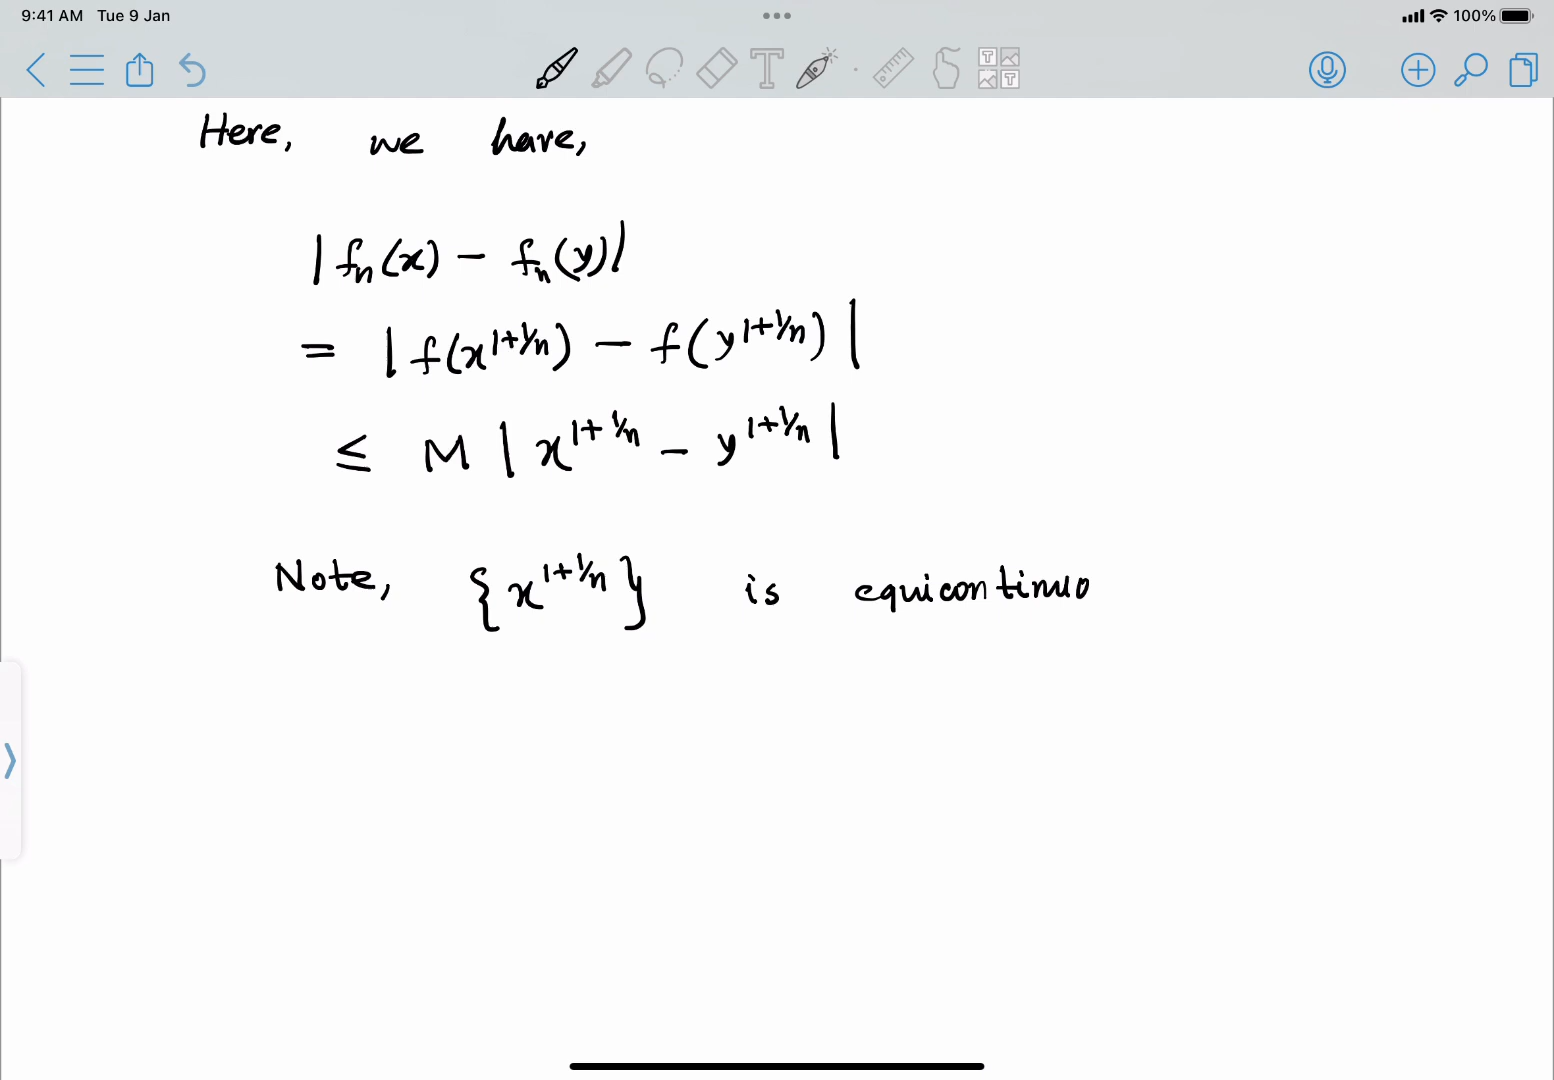 9:41 AM Tue 9 Jan
100%
Here, we have,
|fₙ(x) − fₙ(y)|
= |f(x^{1+1/n}) − f(y^{1+1/n})|
≤ M |x^{1+1/n} − y^{1+1/n}|
Note, {x^{1+1/n}} is equicontinuo